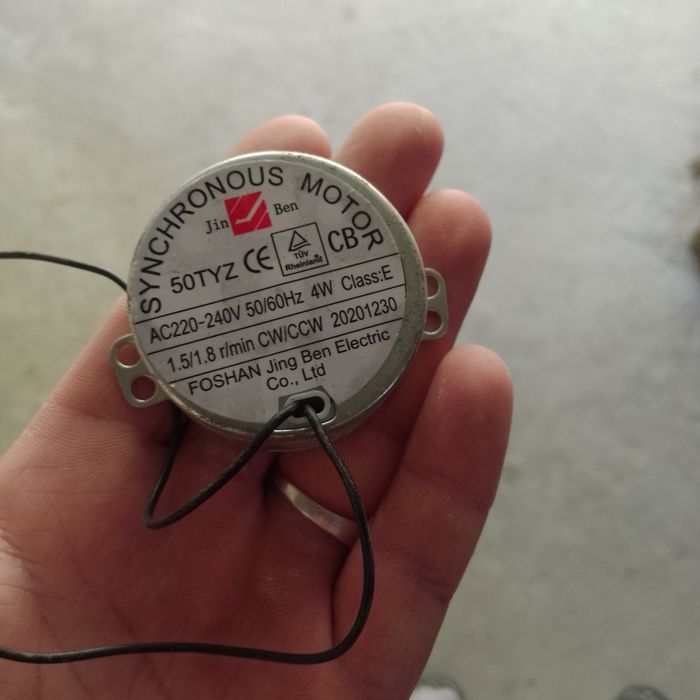 SYNCHRONOUS MOTOR
Jin Ben
50TYZ CE TÜV Rheinland CB
AC220-240V 50/60Hz 4W Class:E
1.5/1.8 r/min CW/CCW 20201230
FOSHAN Jing Ben Electric
Co., Ltd